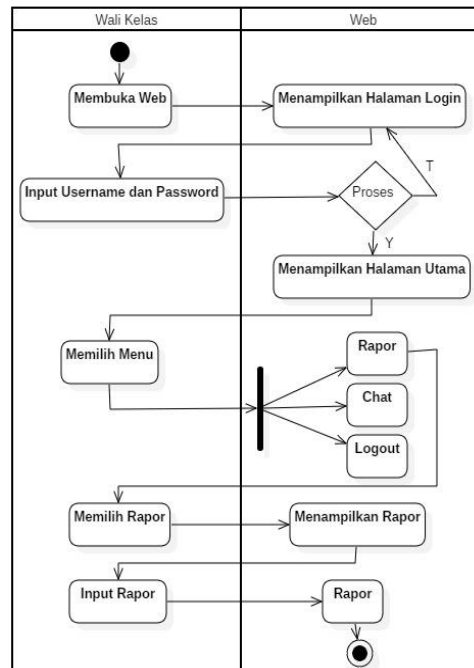 Wali Kelas
Web
Membuka Web
Menampilkan Halaman Login
T
Input Username dan Password
Proses
Y
Menampilkan Halaman Utama
Memilih Menu
Rapor
Chat
Logout
Memilih Rapor
Menampilkan Rapor
Input Rapor
Rapor